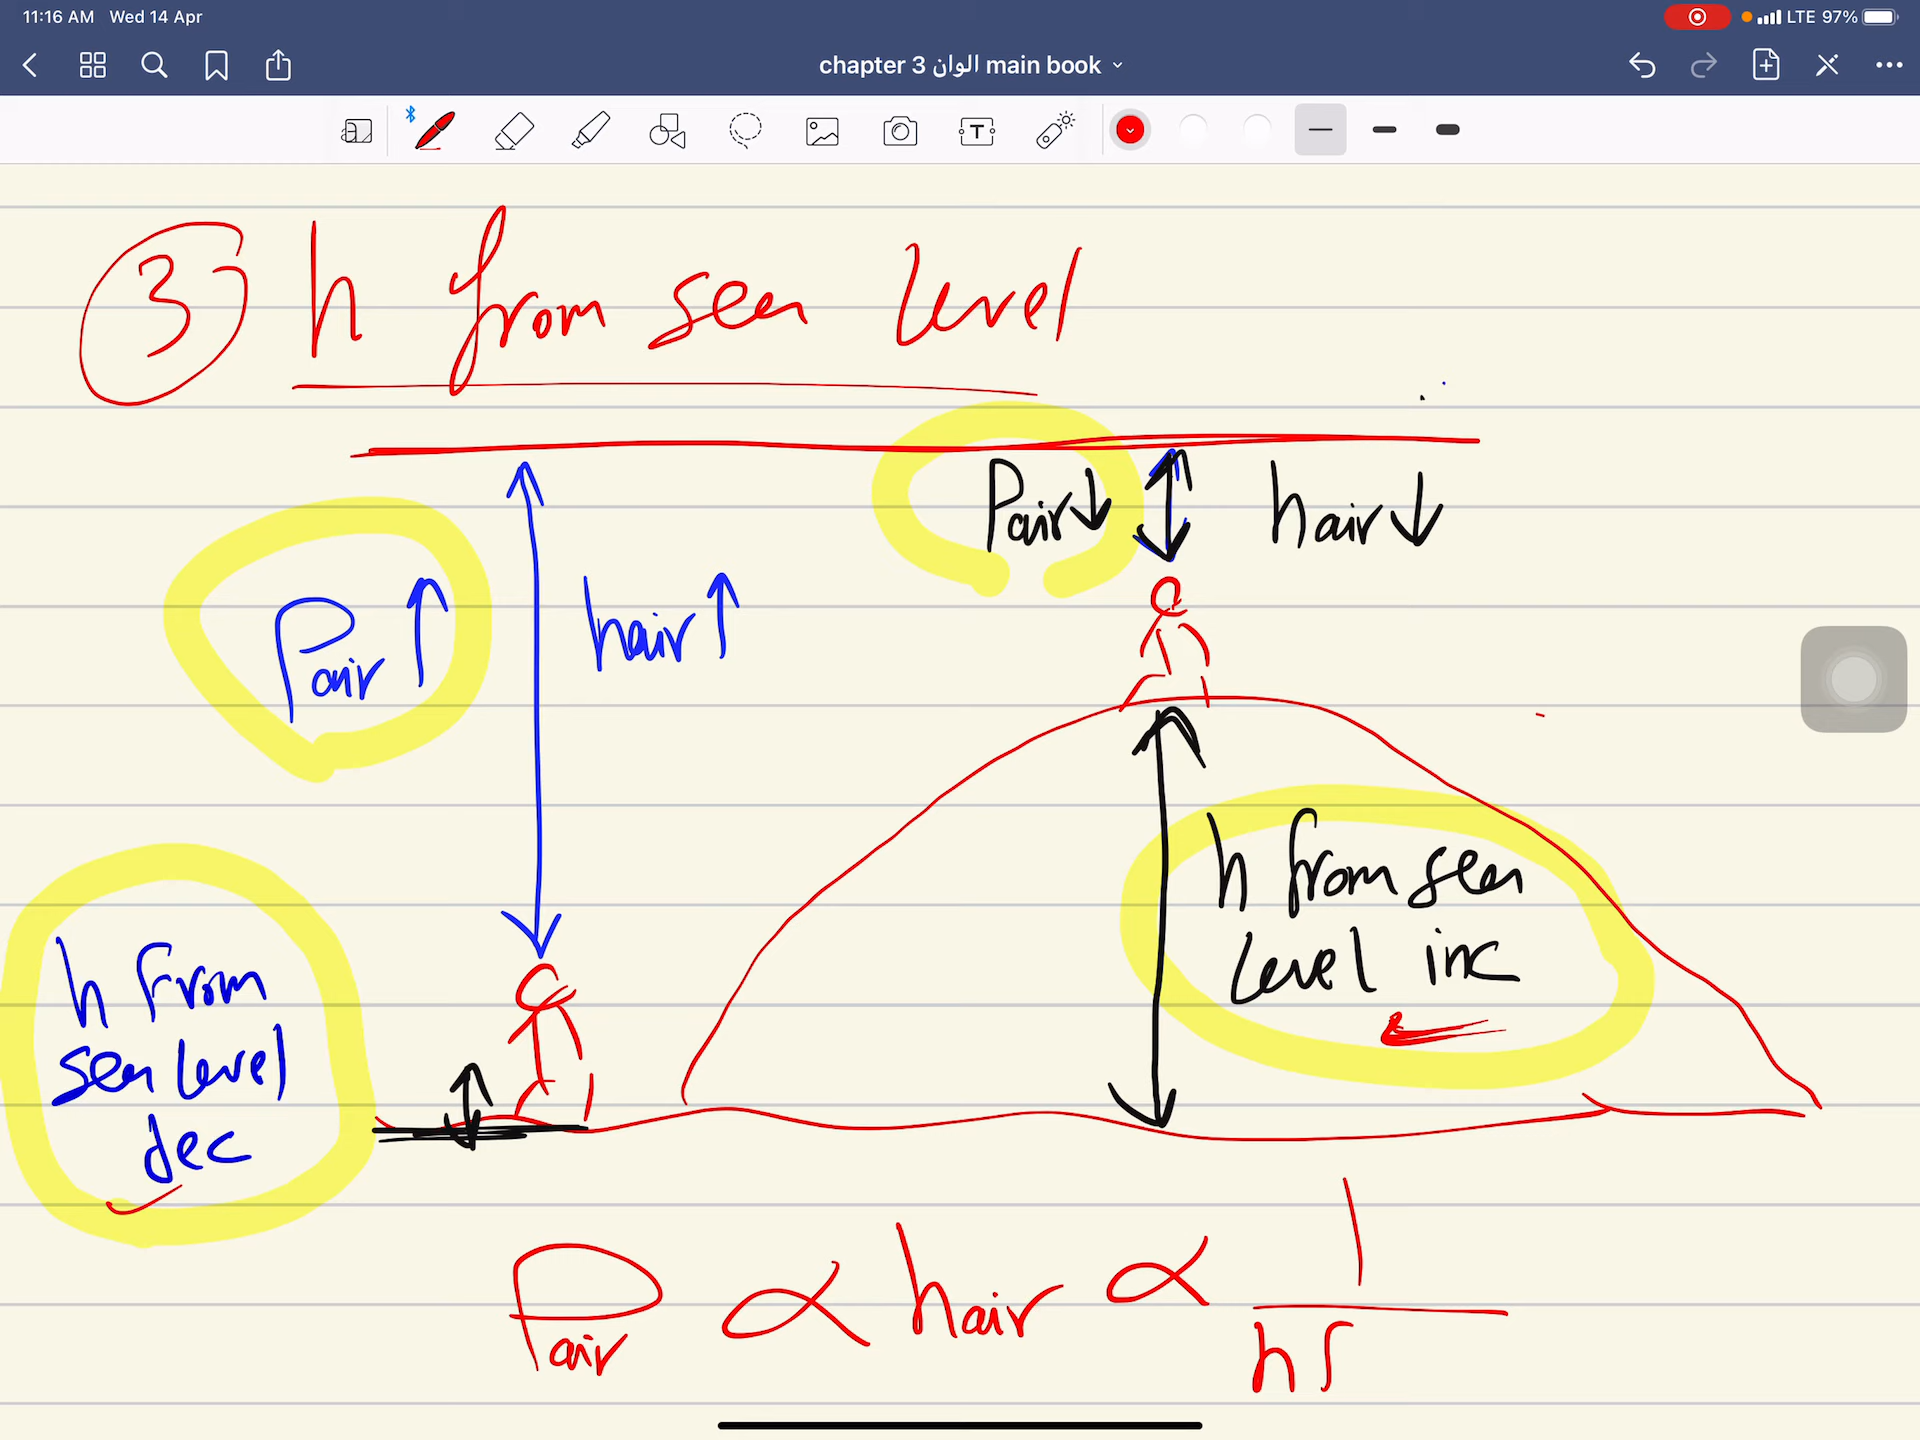 11:16 AM Wed 14 Apr
LTE 97%
chapter 3 الوان main book
T
3 h from sea level
Pair↓ hair↓
Pair↑ hair↑
h from sea
level inc
h From
sea level
dec
Pair ∝ hair ∝ 1
h f